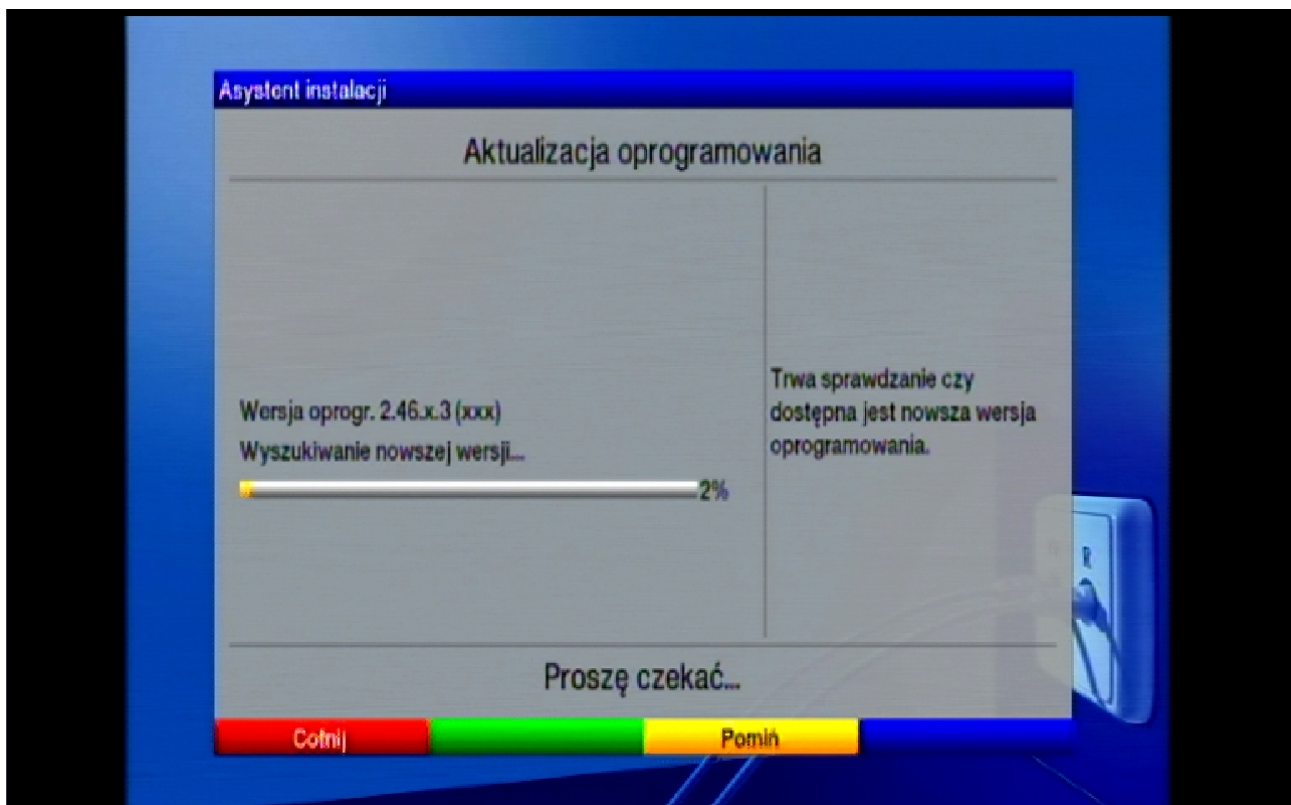 Asystent instalacji
Aktualizacja oprogramowania
Wersja oprogr. 2.46.x.3 (xxx)
Wyszukiwanie nowszej wersji...
2%
Trwa sprawdzanie czy
dostępna jest nowsza wersja
oprogramowania.
R
Proszę czekać...
Cofnij
Pomiń